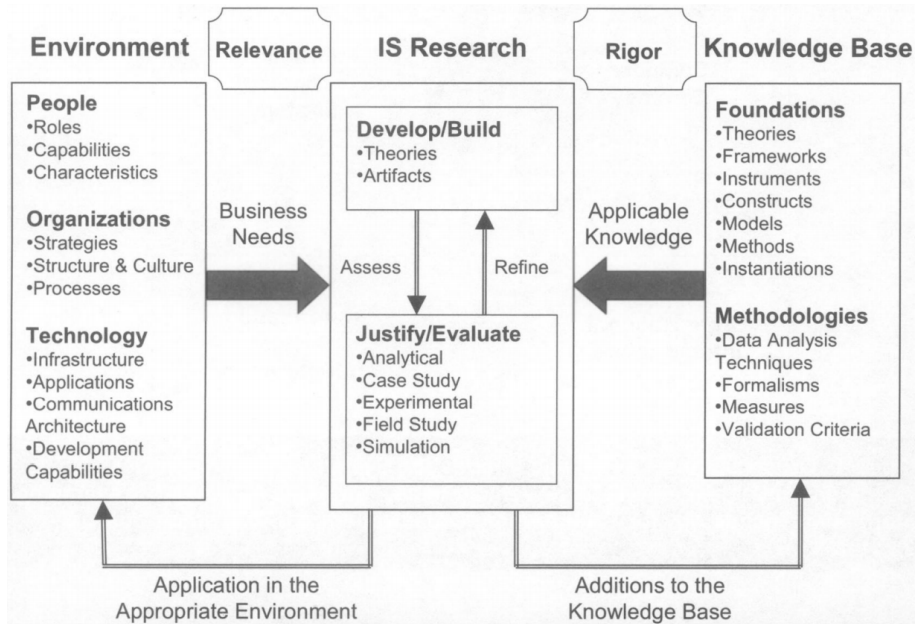 Environment
Relevance
IS Research
Rigor
Knowledge Base
People
•Roles
•Capabilities
•Characteristics
Organizations
•Strategies
•Structure & Culture
•Processes
Technology
•Infrastructure
•Applications
•Communications
Architecture
•Development
Capabilities
Business
Needs
Develop/Build
•Theories
•Artifacts
Assess
Refine
Justify/Evaluate
•Analytical
•Case Study
•Experimental
•Field Study
•Simulation
Applicable
Knowledge
Foundations
•Theories
•Frameworks
•Instruments
•Constructs
•Models
•Methods
•Instantiations
Methodologies
•Data Analysis
Techniques
•Formalisms
•Measures
•Validation Criteria
Application in the
Appropriate Environment
Additions to the
Knowledge Base